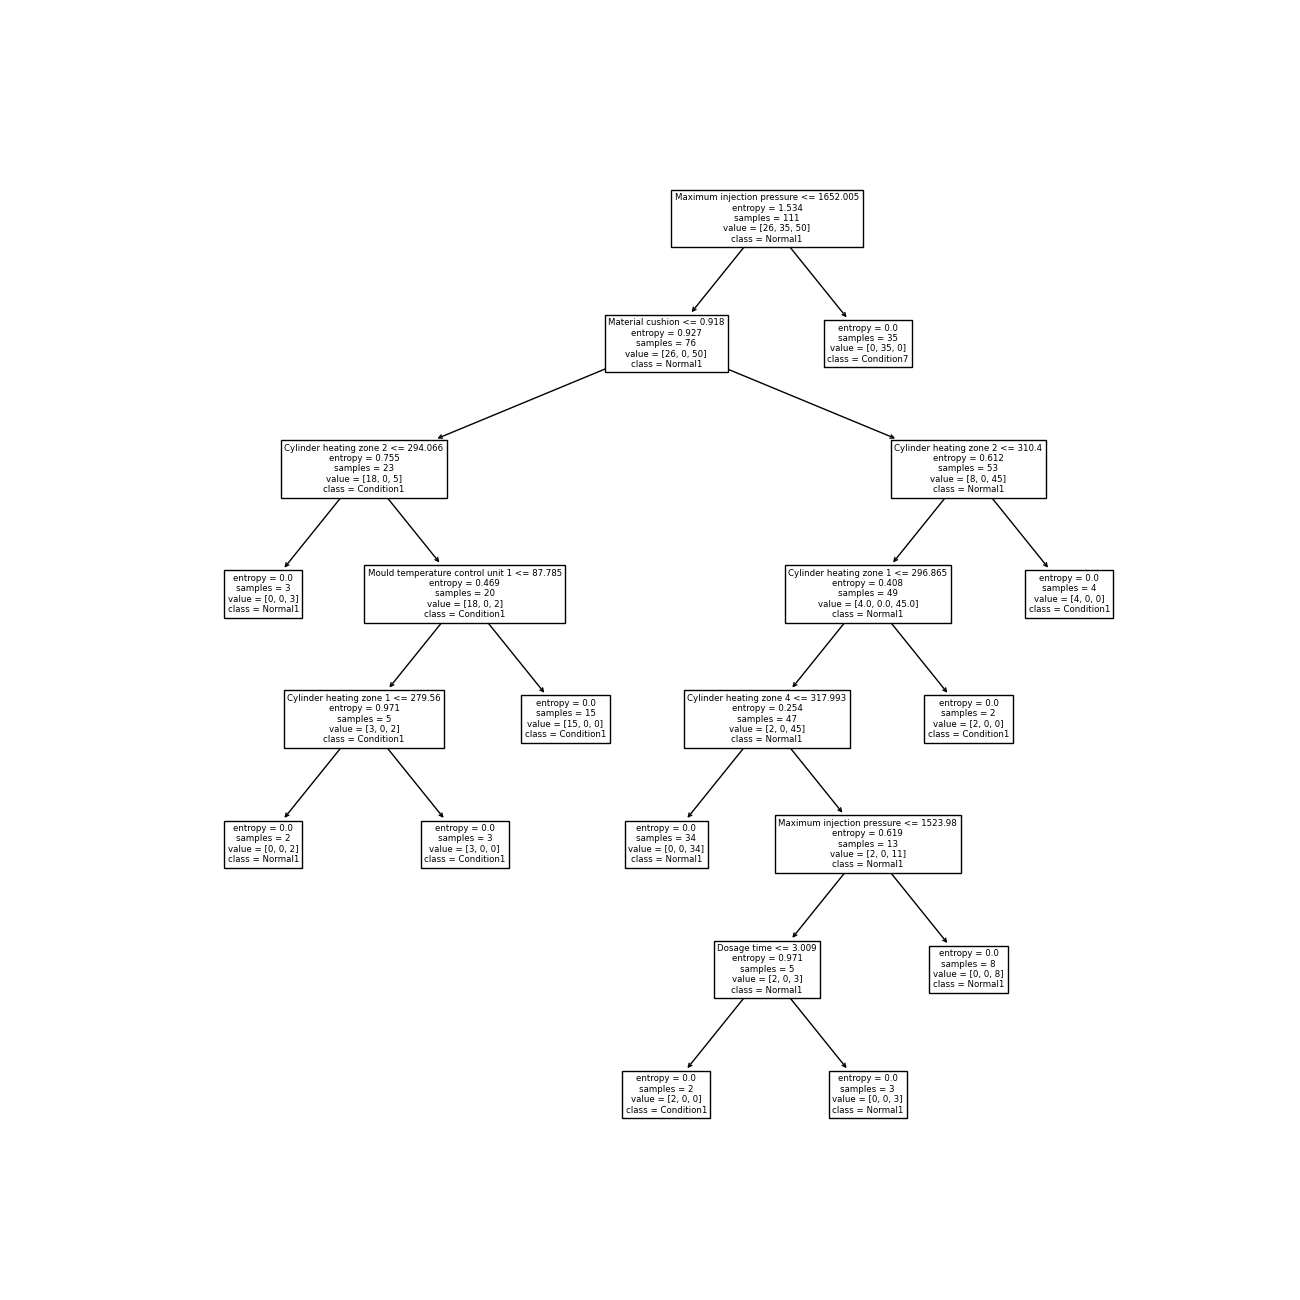 Maximum injection pressure <= 1652.005
entropy = 1.534
samples = 111
value = [26, 35, 50]
class = Normal1
Material cushion <= 0.918
entropy = 0.927
samples = 76
value = [26, 0, 50]
class = Normal1
entropy = 0.0
samples = 35
value = [0, 35, 0]
class = Condition7
Cylinder heating zone 2 <= 294.066
entropy = 0.755
samples = 23
value = [18, 0, 5]
class = Condition1
Cylinder heating zone 2 <= 310.4
entropy = 0.612
samples = 53
value = [8, 0, 45]
class = Normal1
entropy = 0.0
samples = 3
value = [0, 0, 3]
class = Normal1
Mould temperature control unit 1 <= 87.785
entropy = 0.469
samples = 20
value = [18, 0, 2]
class = Condition1
Cylinder heating zone 1 <= 296.865
entropy = 0.408
samples = 49
value = [4.0, 0.0, 45.0]
class = Normal1
entropy = 0.0
samples = 4
value = [4, 0, 0]
class = Condition1
Cylinder heating zone 1 <= 279.56
entropy = 0.971
samples = 5
value = [3, 0, 2]
class = Condition1
entropy = 0.0
samples = 15
value = [15, 0, 0]
class = Condition1
Cylinder heating zone 4 <= 317.993
entropy = 0.254
samples = 47
value = [2, 0, 45]
class = Normal1
entropy = 0.0
samples = 2
value = [2, 0, 0]
class = Condition1
entropy = 0.0
samples = 2
value = [0, 0, 2]
class = Normal1
entropy = 0.0
samples = 3
value = [3, 0, 0]
class = Condition1
entropy = 0.0
samples = 34
value = [0, 0, 34]
class = Normal1
Maximum injection pressure <= 1523.98
entropy = 0.619
samples = 13
value = [2, 0, 11]
class = Normal1
Dosage time <= 3.009
entropy = 0.971
samples = 5
value = [2, 0, 3]
class = Normal1
entropy = 0.0
samples = 8
value = [0, 0, 8]
class = Normal1
entropy = 0.0
samples = 2
value = [2, 0, 0]
class = Condition1
entropy = 0.0
samples = 3
value = [0, 0, 3]
class = Normal1